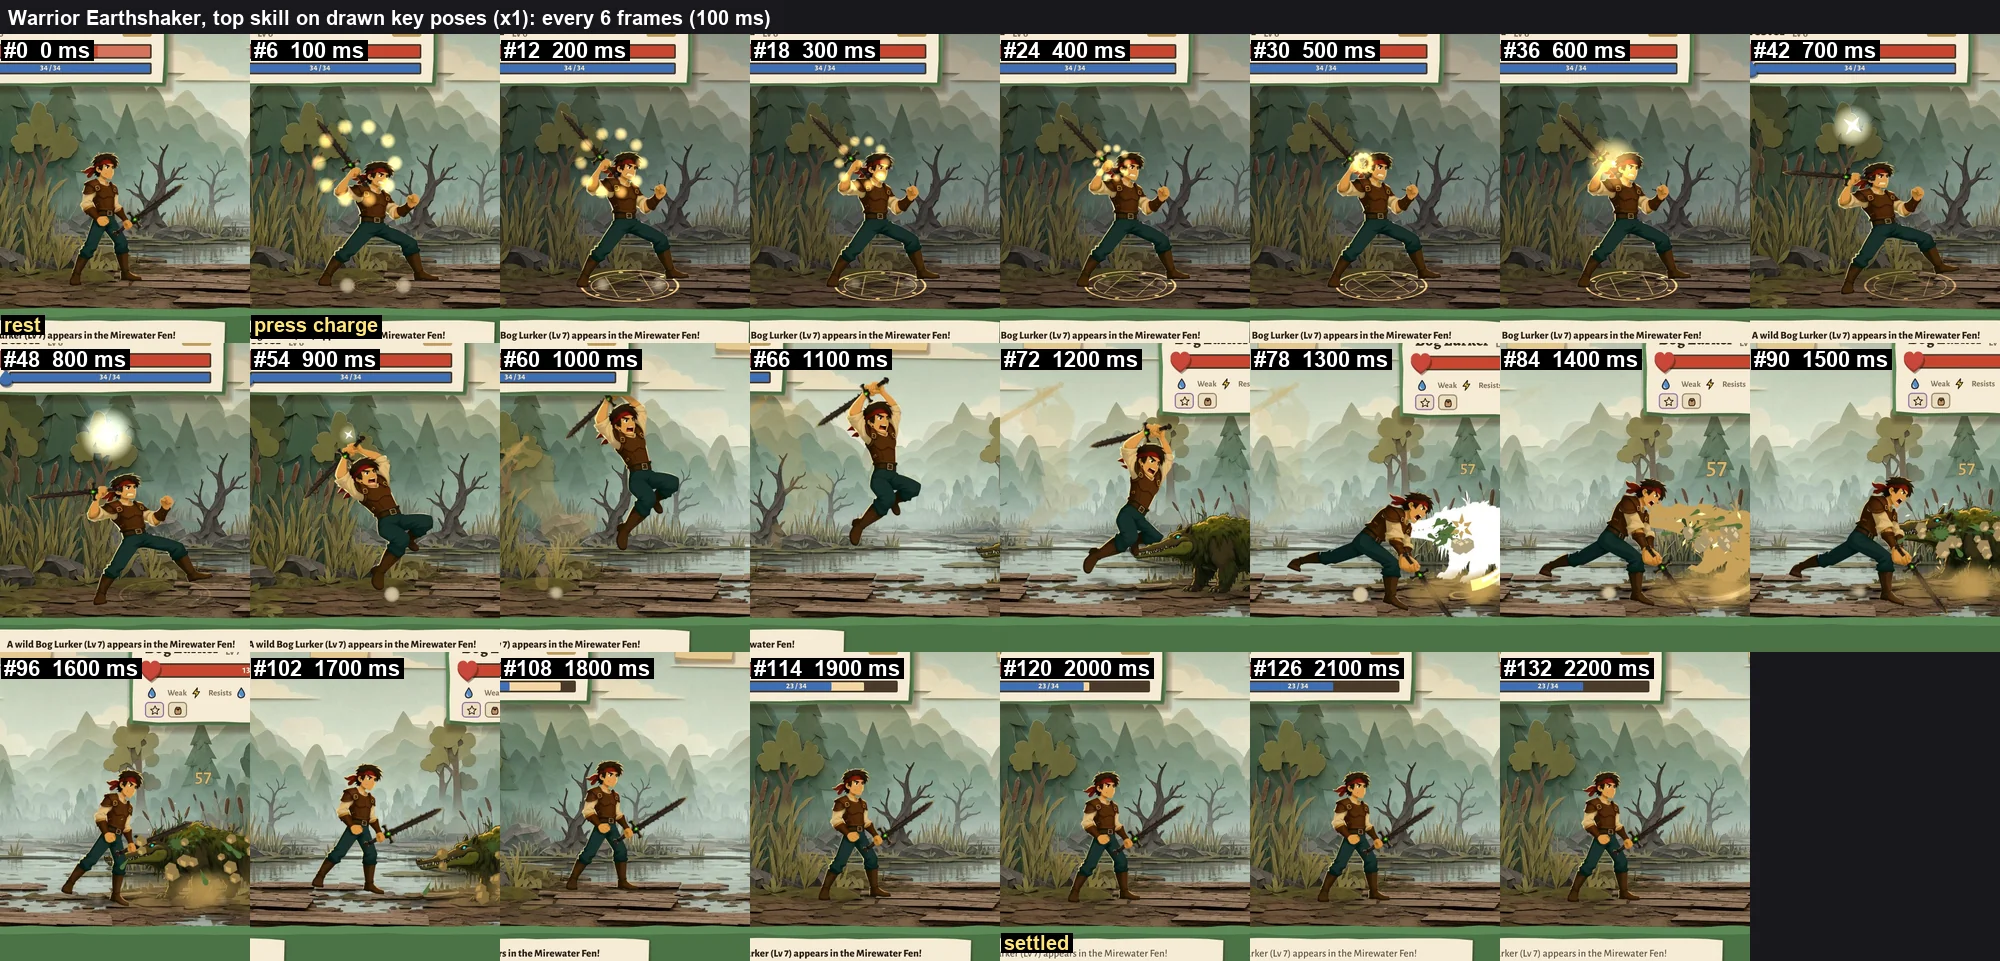 Warrior Earthshaker, top skill on drawn key poses (x1): every 6 frames (100 ms)
#0 0 ms
#6 100 ms
#12 200 ms
#18 300 ms
#24 400 ms
#30 500 ms
#36 600 ms
#42 700 ms
34/34
34/34
34/34
34/34
34/34
34/34
34/34
34/34
rest
press charge
rker (Lv 7) appears in the Mirewater Fen!
Mirewater Fen!
Bog Lurker (Lv 7) appears in the Mirewater Fen!
Bog Lurker (Lv 7) appears in the Mirewater Fen!
Bog Lurker (Lv 7) appears in the Mirewater Fen!
Bog Lurker (Lv 7) appears in the Mirewater Fen!
Bog Lurker (Lv 7) appears in the Mirewater Fen!
A wild Bog Lurker (Lv 7) appears in the Mirewater Fen!
#48 800 ms
#54 900 ms
#60 1000 ms
#66 1100 ms
#72 1200 ms
#78 1300 ms
#84 1400 ms
#90 1500 ms
34/34
34/34
34/34
Weak Res
Weak Resists
Weak Resists
Weak Resists
57
57
57
A wild Bog Lurker (Lv 7) appears in the Mirewater Fen!
A wild Bog Lurker (Lv 7) appears in the Mirewater Fen!
7) appears in the Mirewater Fen!
water Fen!
#96 1600 ms
#102 1700 ms
#108 1800 ms
#114 1900 ms
#120 2000 ms
#126 2100 ms
#132 2200 ms
13
Weak Resists
Wea
23/34
23/34
23/34
23/34
57
settled
rs in the Mirewater Fen!
rker (Lv 7) appears in the Mirewater Fen!
rker (Lv 7) appears in the Mirewater Fen!
rker (Lv 7) appears in the Mirewater Fen!
rker (Lv 7) appears in the Mirewater Fen!